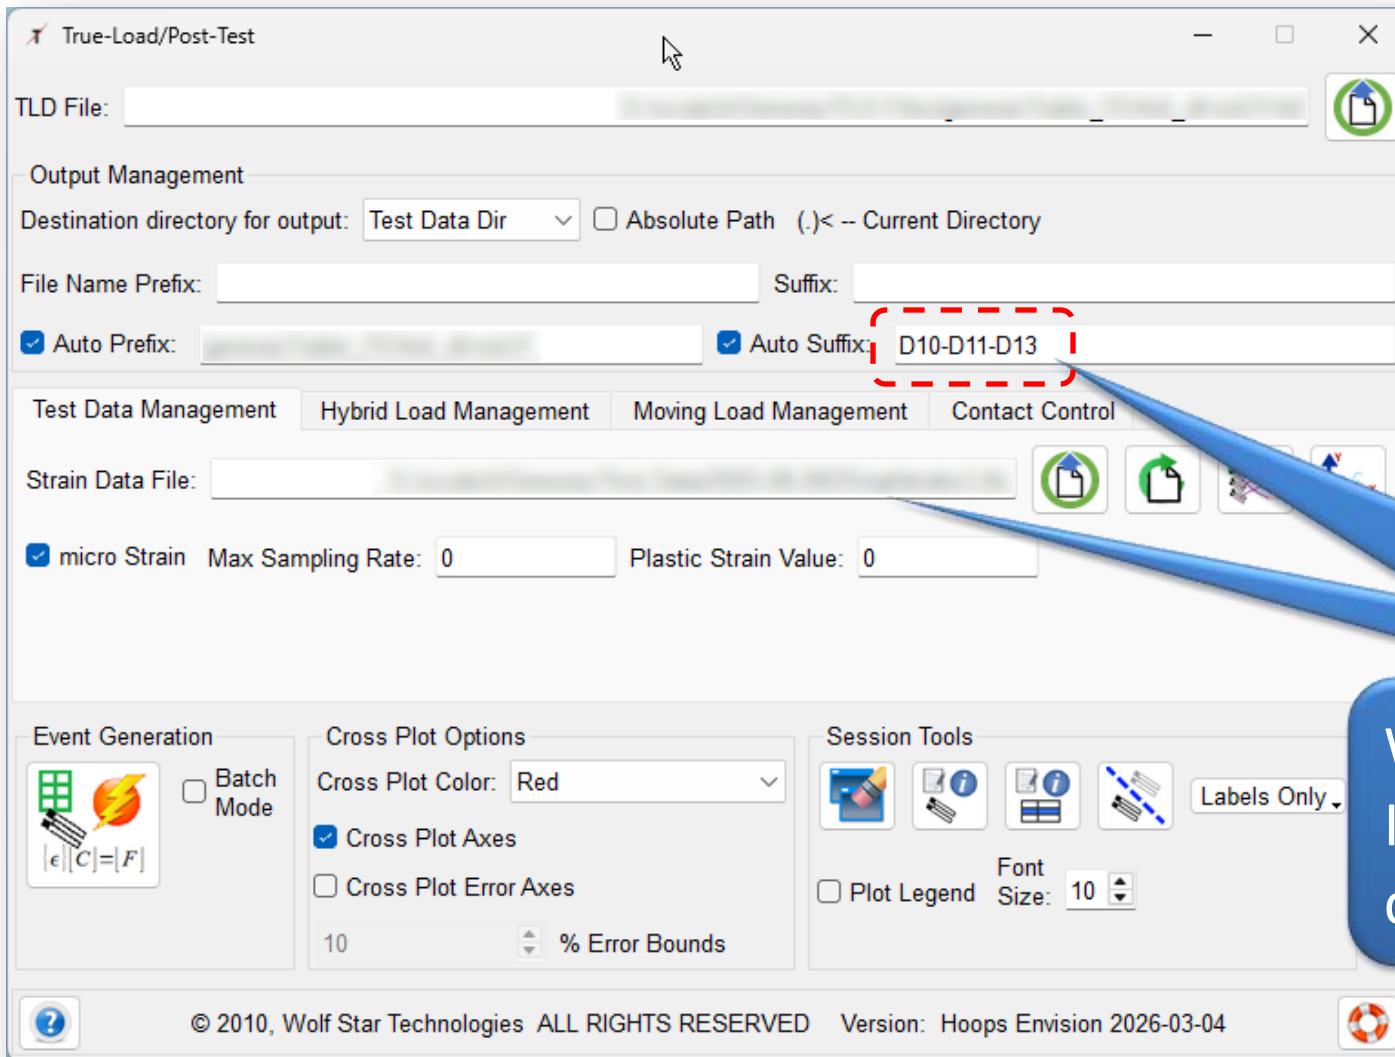 True-Load/Post-Test
TLD File:
Output Management
Destination directory for output: Test Data Dir Absolute Path (.)< -- Current Directory
File Name Prefix: Suffix:
Auto Prefix: Auto Suffix: D10-D11-D13
Test Data Management Hybrid Load Management Moving Load Management Contact Control
Strain Data File:
micro Strain Max Sampling Rate: 0 Plastic Strain Value: 0
Event Generation
Batch
Mode
[ϵ][C]=[F]
Cross Plot Options
Cross Plot Color: Red
Cross Plot Axes
Cross Plot Error Axes
10 % Error Bounds
Session Tools
Labels Only
Plot Legend Font Size: 10
© 2010, Wolf Star Technologies ALL RIGHTS RESERVED Version: Hoops Envision 2026-03-04